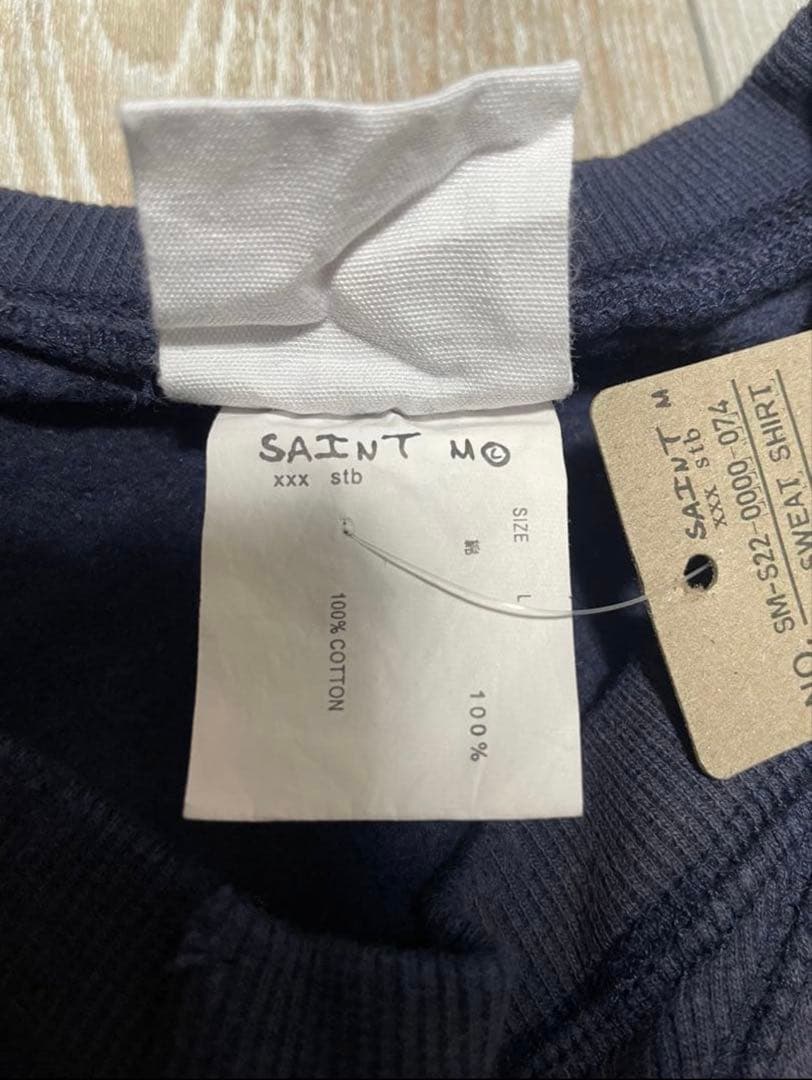 SAINT M©
xxx stb
SIZE L
綿 100%
100% COTTON
SAINT M
xxx stb
SM-S22-0000-074
SWEAT SHIRT
NO.